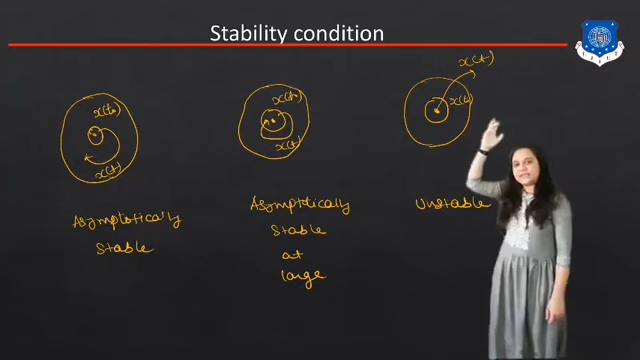 Stability condition
x(t)
x(t₀)
x(t)
Asymptotically
Stable
x(t₀)
x(t)
Asymptotically
Stable
at
large
x(t₀)
Unstable